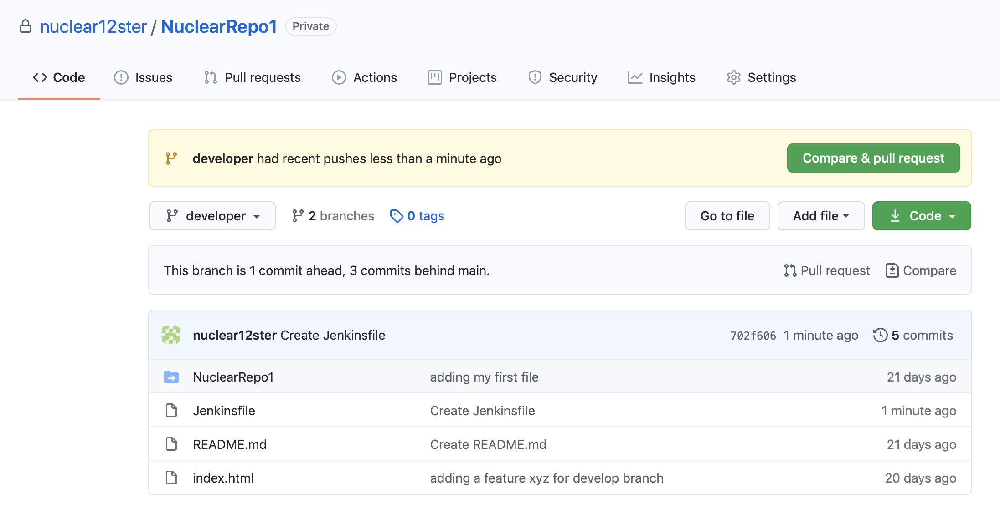 nuclear12ster / NuclearRepo1 Private
Code Issues Pull requests Actions Projects Security Insights Settings
developer had recent pushes less than a minute ago Compare & pull request
developer 2 branches 0 tags Go to file Add file Code
This branch is 1 commit ahead, 3 commits behind main. Pull request Compare
nuclear12ster Create Jenkinsfile 702f606 1 minute ago 5 commits
NuclearRepo1 adding my first file 21 days ago
Jenkinsfile Create Jenkinsfile 1 minute ago
README.md Create README.md 21 days ago
index.html adding a feature xyz for develop branch 20 days ago